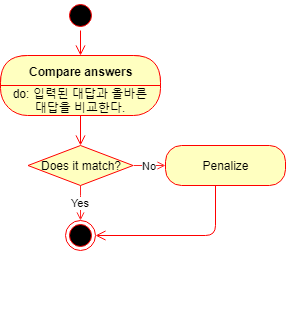 Compare answers
do: 입력된 대답과 올바른
대답을 비교한다.
Does it match?
No
Penalize
Yes